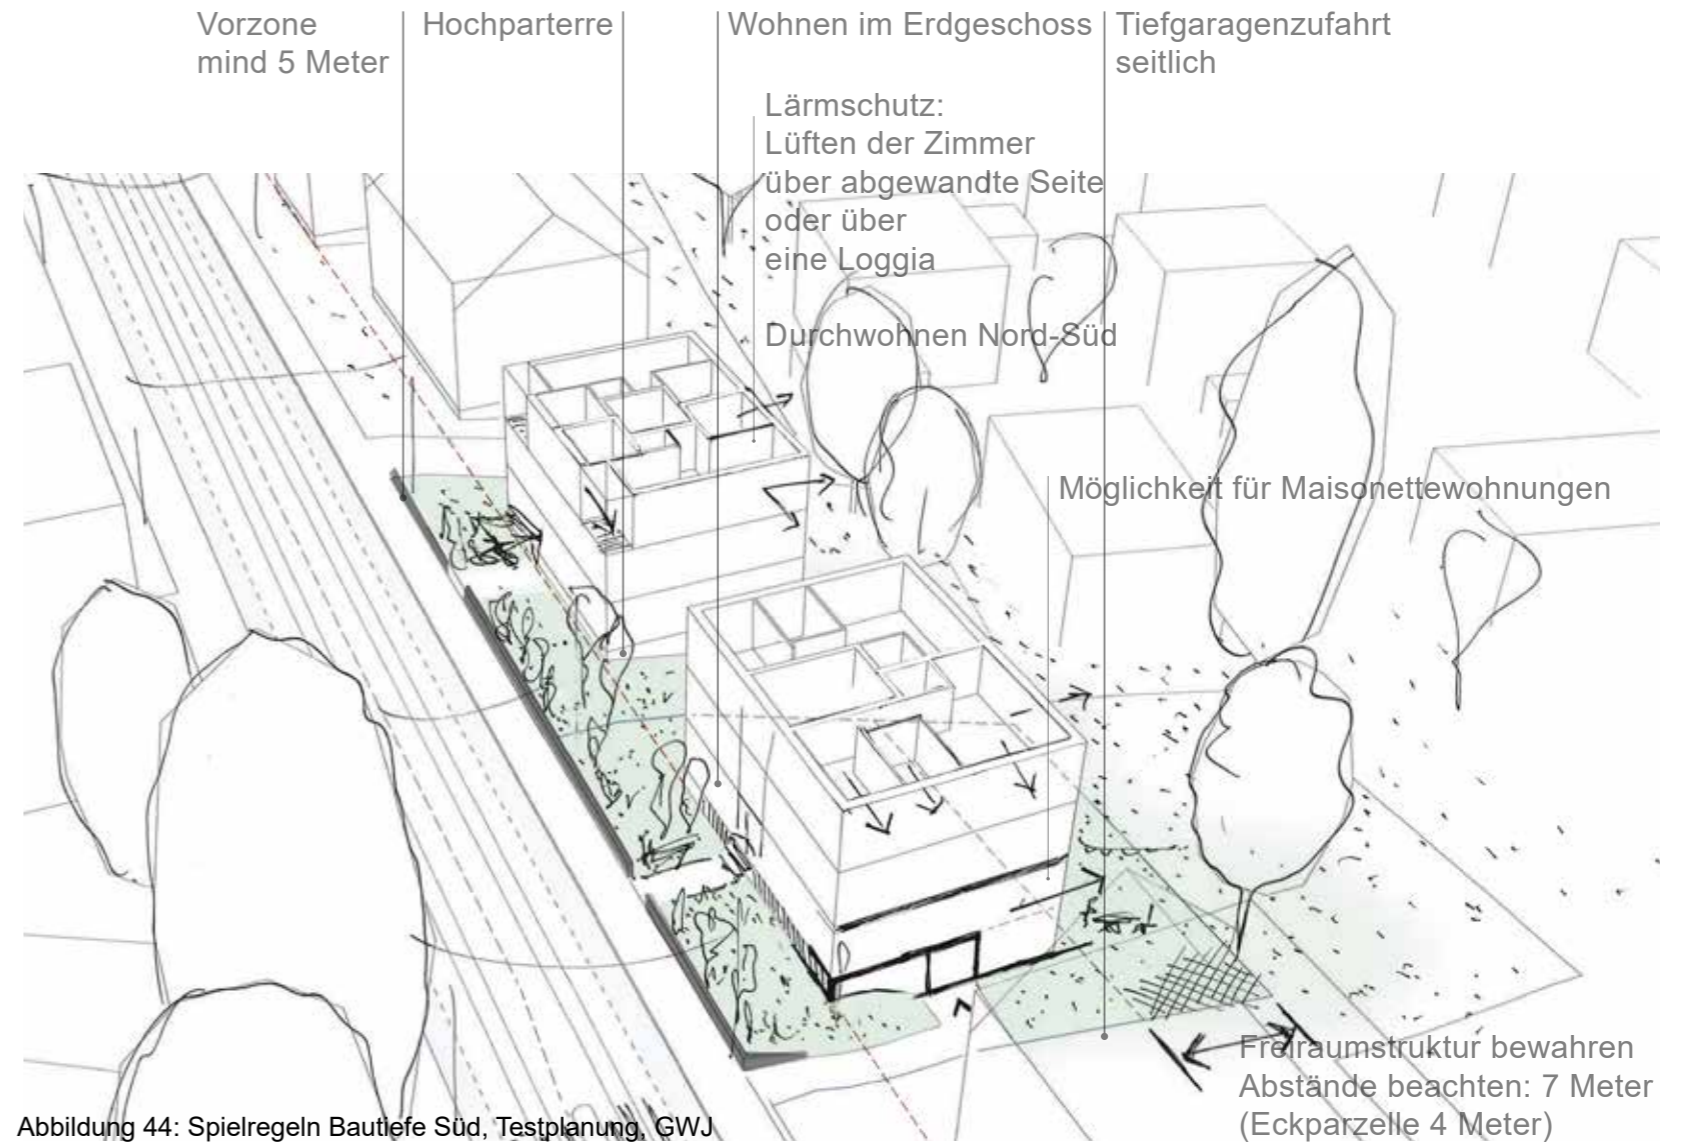 Vorzone
mind 5 Meter
Hochparterre
Wohnen im Erdgeschoss
Tiefgaragenzufahrt
seitlich
Lärmschutz:
Lüften der Zimmer
über abgewandte Seite
oder über
eine Loggia
Durchwohnen Nord-Süd
Möglichkeit für Maisonettewohnungen
Freiraumstruktur bewahren
Abstände beachten: 7 Meter
(Eckparzelle 4 Meter)
Abbildung 44: Spielregeln Bautiefe Süd, Testplanung, GWJ